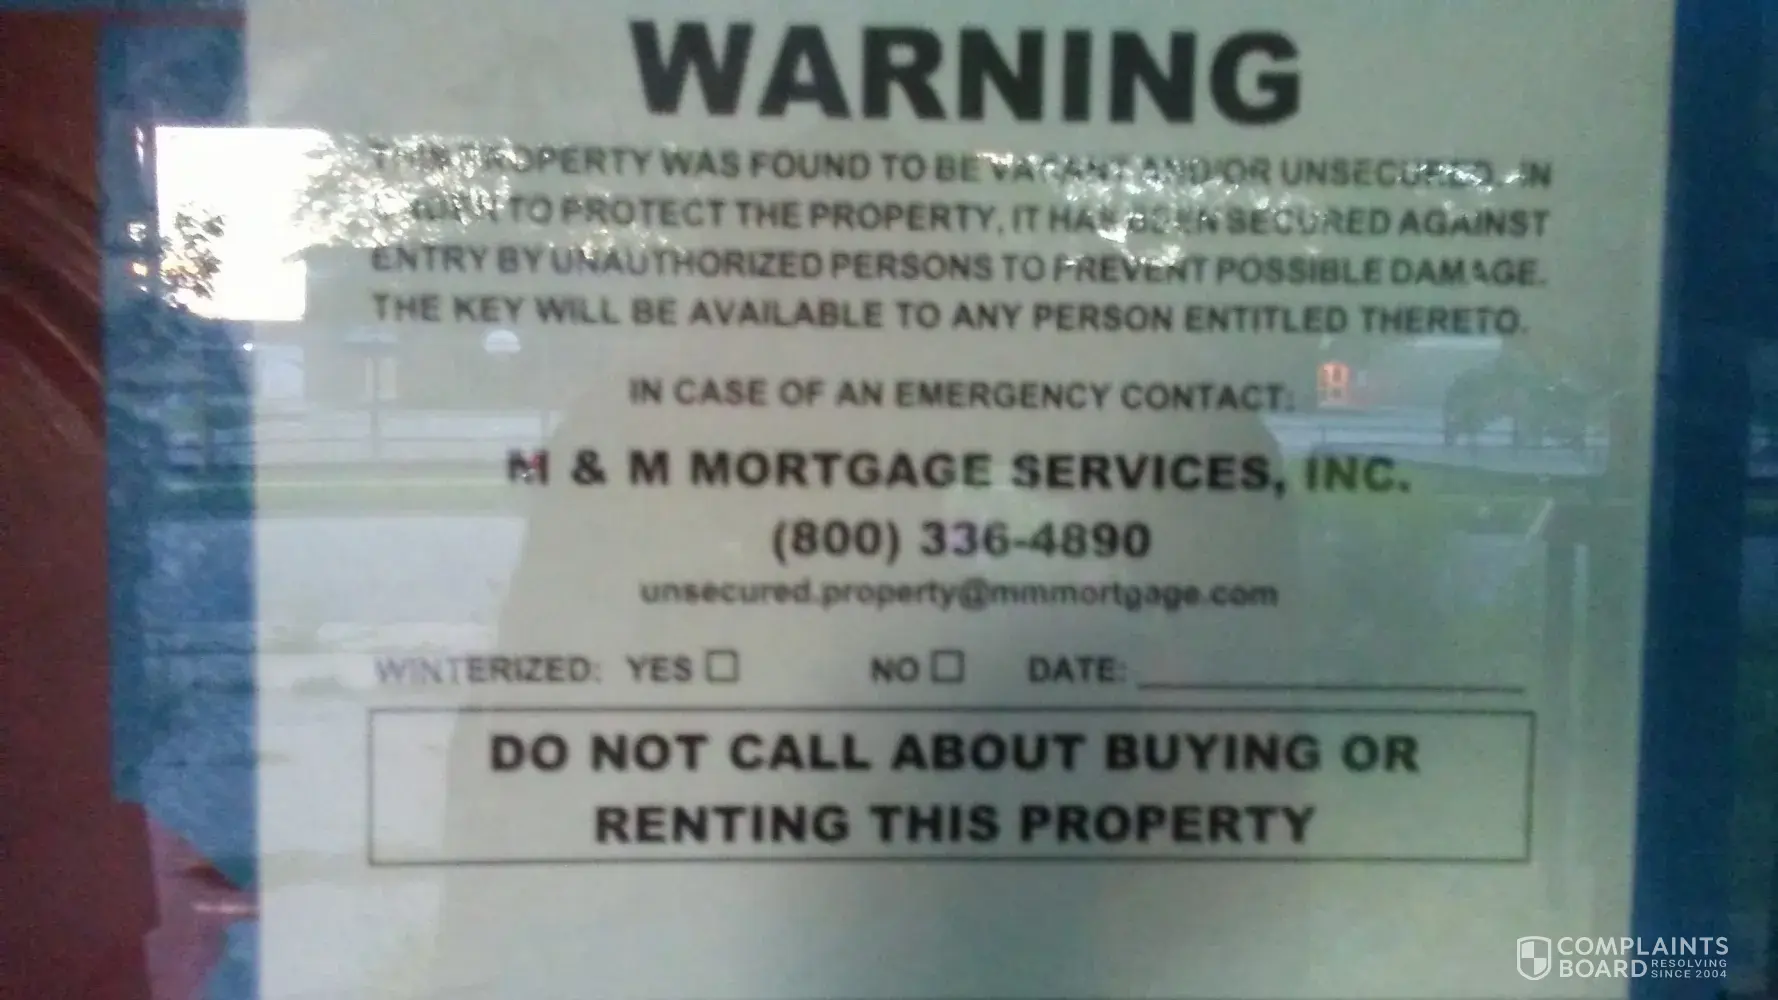 WARNING
THIS PROPERTY WAS FOUND TO BE VACANT AND/OR UNSECURED. IN
ORDER TO PROTECT THE PROPERTY, IT HAS BEEN SECURED AGAINST
ENTRY BY UNAUTHORIZED PERSONS TO PREVENT POSSIBLE DAMAGE.
THE KEY WILL BE AVAILABLE TO ANY PERSON ENTITLED THERETO.
IN CASE OF AN EMERGENCY CONTACT:
M & M MORTGAGE SERVICES, INC.
(800) 336-4890
unsecured.property@mmmortgage.com
WINTERIZED: YES NO DATE:
DO NOT CALL ABOUT BUYING OR
RENTING THIS PROPERTY
COMPLAINTS
BOARD RESOLVING
SINCE 2004